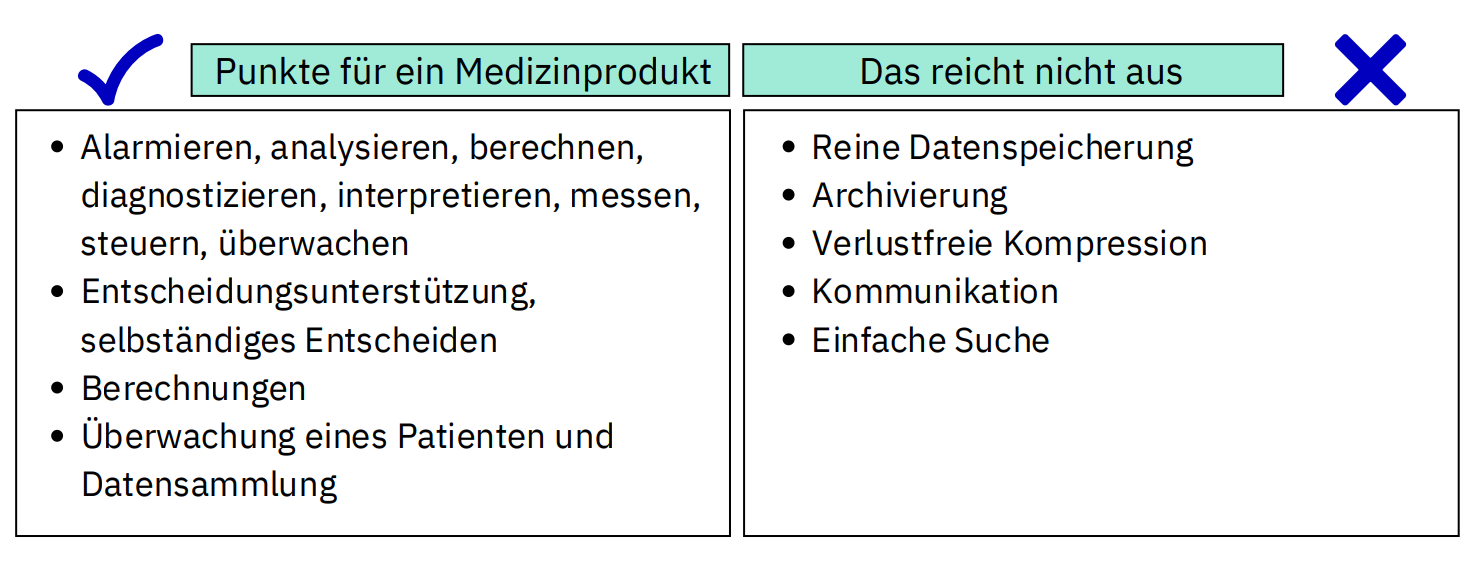 Punkte für ein Medizinprodukt
• Alarmieren, analysieren, berechnen,
diagnostizieren, interpretieren, messen,
steuern, überwachen
• Entscheidungsunterstützung,
selbständiges Entscheiden
• Berechnungen
• Überwachung eines Patienten und
Datensammlung
Das reicht nicht aus
• Reine Datenspeicherung
• Archivierung
• Verlustfreie Kompression
• Kommunikation
• Einfache Suche